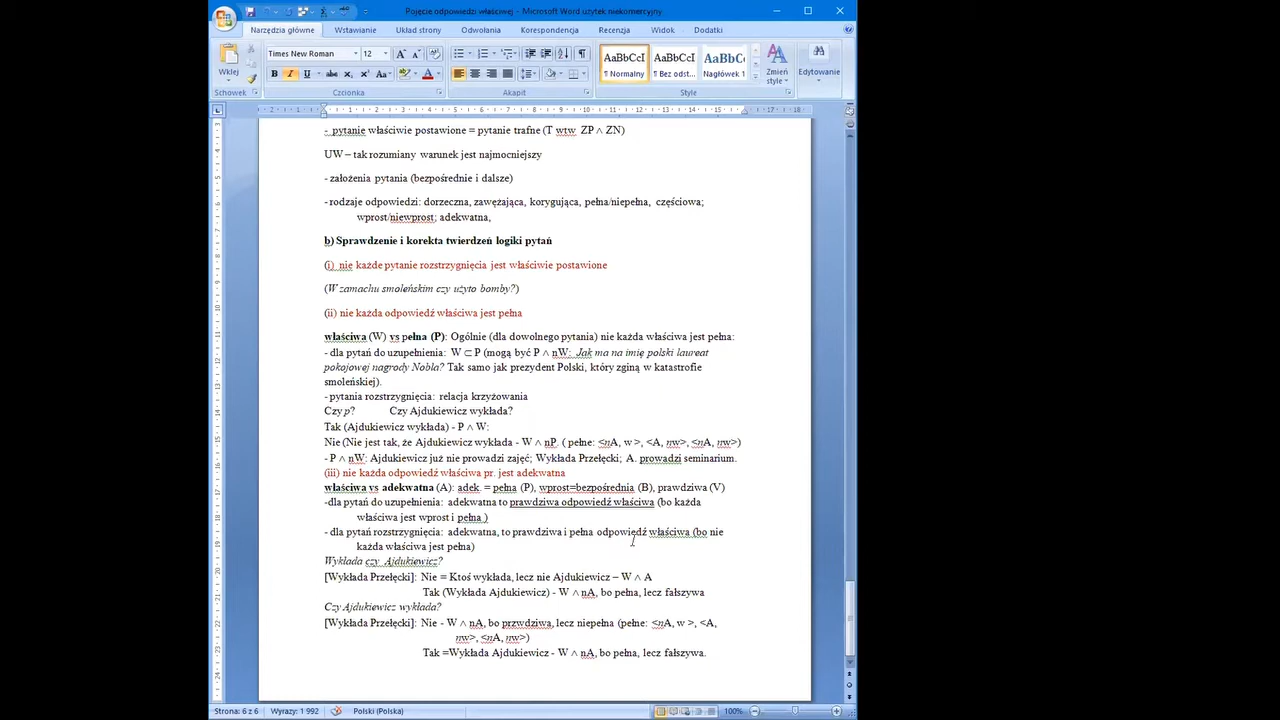 Pojęcie odpowiedzi właściwej - Microsoft Word użytek niekomercyjny
Narzędzia główne Wstawianie Układ strony Odwołania Korespondencja Recenzja Widok Dodatki
Times New Roman 12
Wklej
AaBbCcI AaBbCcI AaBbC
¶ Normalny ¶ Bez odst... Nagłówek 1
Zmień style
Edytowanie
Schowek Czcionka Akapit Style
- pytanie właściwie postawione = pytanie trafne (T wtw ZP ∧ ZN)
UW – tak rozumiany warunek jest najmocniejszy
- założenia pytania (bezpośrednie i dalsze)
- rodzaje odpowiedzi: dorzeczna, zawężająca, korygująca, pełna/niepełna, częściowa;
wprost/niewprost; adekwatna,
b) Sprawdzenie i korekta twierdzeń logiki pytań
(i) nie każde pytanie rozstrzygnięcia jest właściwie postawione
(W zamachu smoleńskim czy użyto bomby?)
(ii) nie każda odpowiedź właściwa jest pełna
właściwa (W) vs pełna (P): Ogólnie (dla dowolnego pytania) nie każda właściwa jest pełna:
- dla pytań do uzupełnienia: W ⊂ P (mogą być P ∧ nW: Jak ma na imię polski laureat
pokojowej nagrody Nobla? Tak samo jak prezydent Polski, który zginą w katastrofie
smoleńskiej).
- pytania rozstrzygnięcia: relacja krzyżowania
Czy p? Czy Ajdukiewicz wykłada?
Tak (Ajdukiewicz wykłada) - P ∧ W:
Nie (Nie jest tak, że Ajdukiewicz wykłada - W ∧ nP. ( pełne: <nA, w >, <A, nw>, <nA, nw>)
- P ∧ nW: Ajdukiewicz już nie prowadzi zajęć; Wykłada Przełęcki; A. prowadzi seminarium.
(iii) nie każda odpowiedź właściwa pr. jest adekwatna
właściwa vs adekwatna (A): adek. = pełna (P), wprost=bezpośrednia (B), prawdziwa (V)
-dla pytań do uzupełnienia: adekwatna to prawdziwa odpowiedź właściwa (bo każda
właściwa jest wprost i pełna )
- dla pytań rozstrzygnięcia: adekwatna, to prawdziwa i pełna odpowiedź właściwa (bo nie
każda właściwa jest pełna)
Wykłada czy Ajdukiewicz?
[Wykłada Przełęcki]: Nie = Ktoś wykłada, lecz nie Ajdukiewicz – W ∧ A
Tak (Wykłada Ajdukiewicz) - W ∧ nA, bo pełna, lecz fałszywa
Czy Ajdukiewicz wykłada?
[Wykłada Przełęcki]: Nie - W ∧ nA, bo przwdziwa, lecz niepełna (pełne: <nA, w >, <A,
nw>, <nA, nw>)
Tak =Wykłada Ajdukiewicz - W ∧ nA, bo pełna, lecz fałszywa.
Strona: 6 z 6 Wyrazy: 1 992 Polski (Polska) 100%